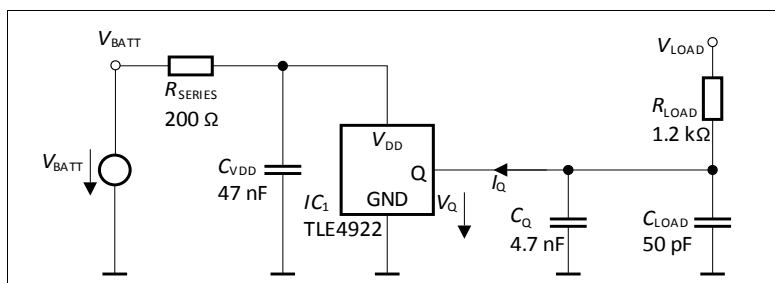 VBATT
RSERIES
200 Ω
VBATT
CVDD
47 nF
VDD
Q
GND
IC1
TLE4922
VQ
IQ
CQ
4.7 nF
VLOAD
RLOAD
1.2 kΩ
CLOAD
50 pF